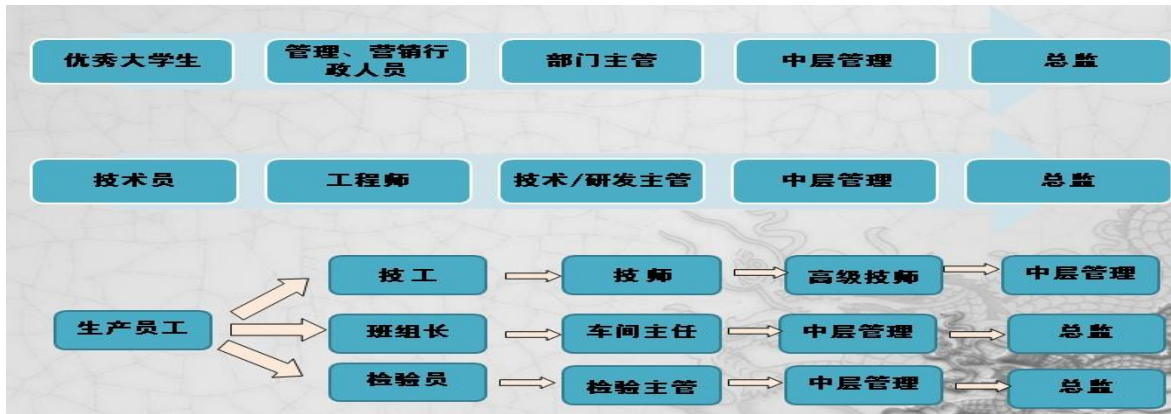 优秀大学生
管理、营销行
政人员
部门主管
中层管理
总监
技术员
工程师
技术/研发主管
中层管理
总监
技工
技师
高级技师
中层管理
生产员工
班组长
车间主任
中层管理
总监
检验员
检验主管
中层管理
总监